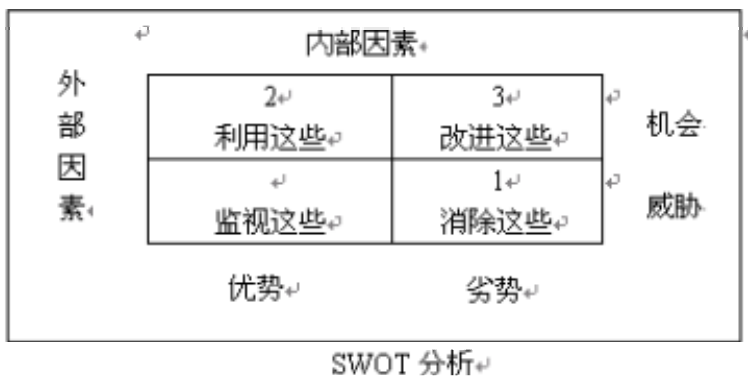 内部因素
外部因素
2
利用这些
3
改进这些
机会
监视这些
1
消除这些
威胁
优势
劣势
SWOT 分析